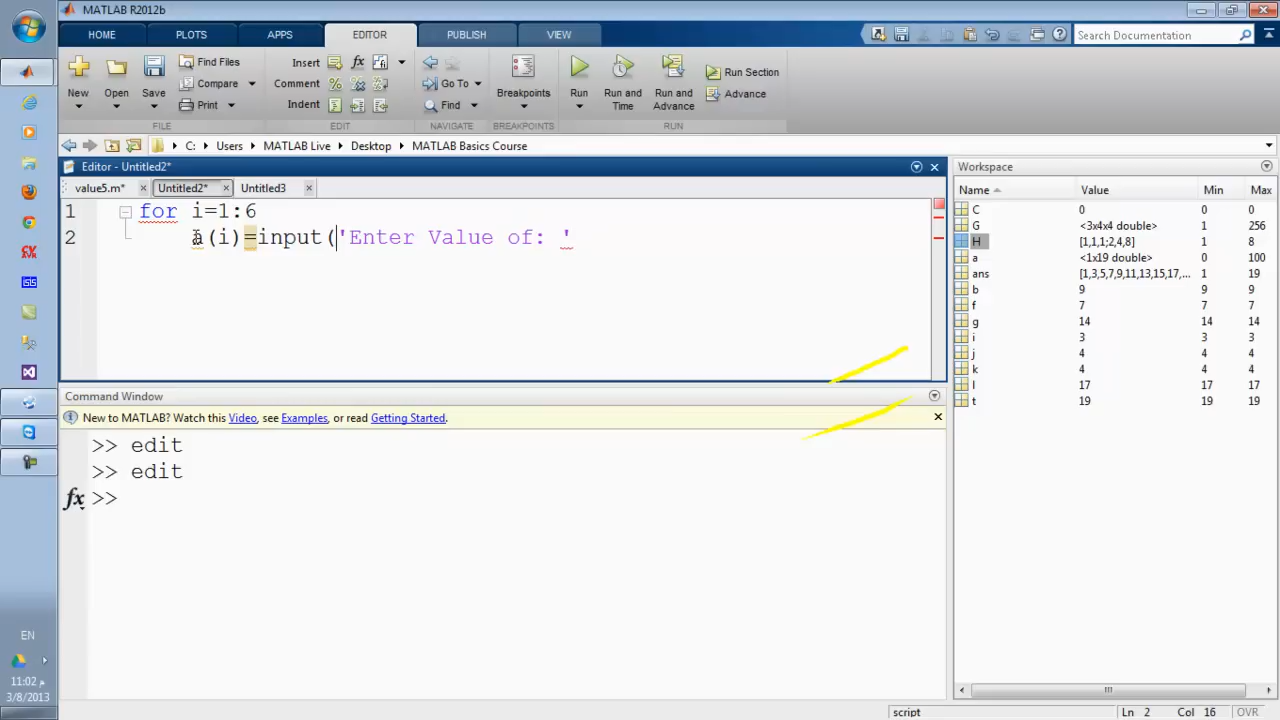 MATLAB R2012b
HOME PLOTS APPS EDITOR PUBLISH VIEW
Search Documentation
New Open Save Find Files Compare Print
Insert Comment Indent
Go To Find
Breakpoints
Run Run and Time Run and Advance Run Section Advance
FILE EDIT NAVIGATE BREAKPOINTS RUN
C: Users MATLAB Live Desktop MATLAB Basics Course
Editor - Untitled2*
value5.m* Untitled2* Untitled3
1 for i=1:6
2 a(i)=input('Enter Value of: '
Command Window
New to MATLAB? Watch this Video, see Examples, or read Getting Started.
>> edit
>> edit
fx >>
Workspace
Name Value Min Max
C 0 0 0
G <3x4x4 double> 1 256
H [1,1,1;2,4,8] 1 8
a <1x19 double> 0 100
ans [1,3,5,7,9,11,13,15,17,... 1 19
b 9 9 9
f 7 7 7
g 14 14 14
i 3 3 3
j 4 4 4
k 4 4 4
l 17 17 17
t 19 19 19
EN
11:02 م
3/8/2013
script Ln 2 Col 16 OVR